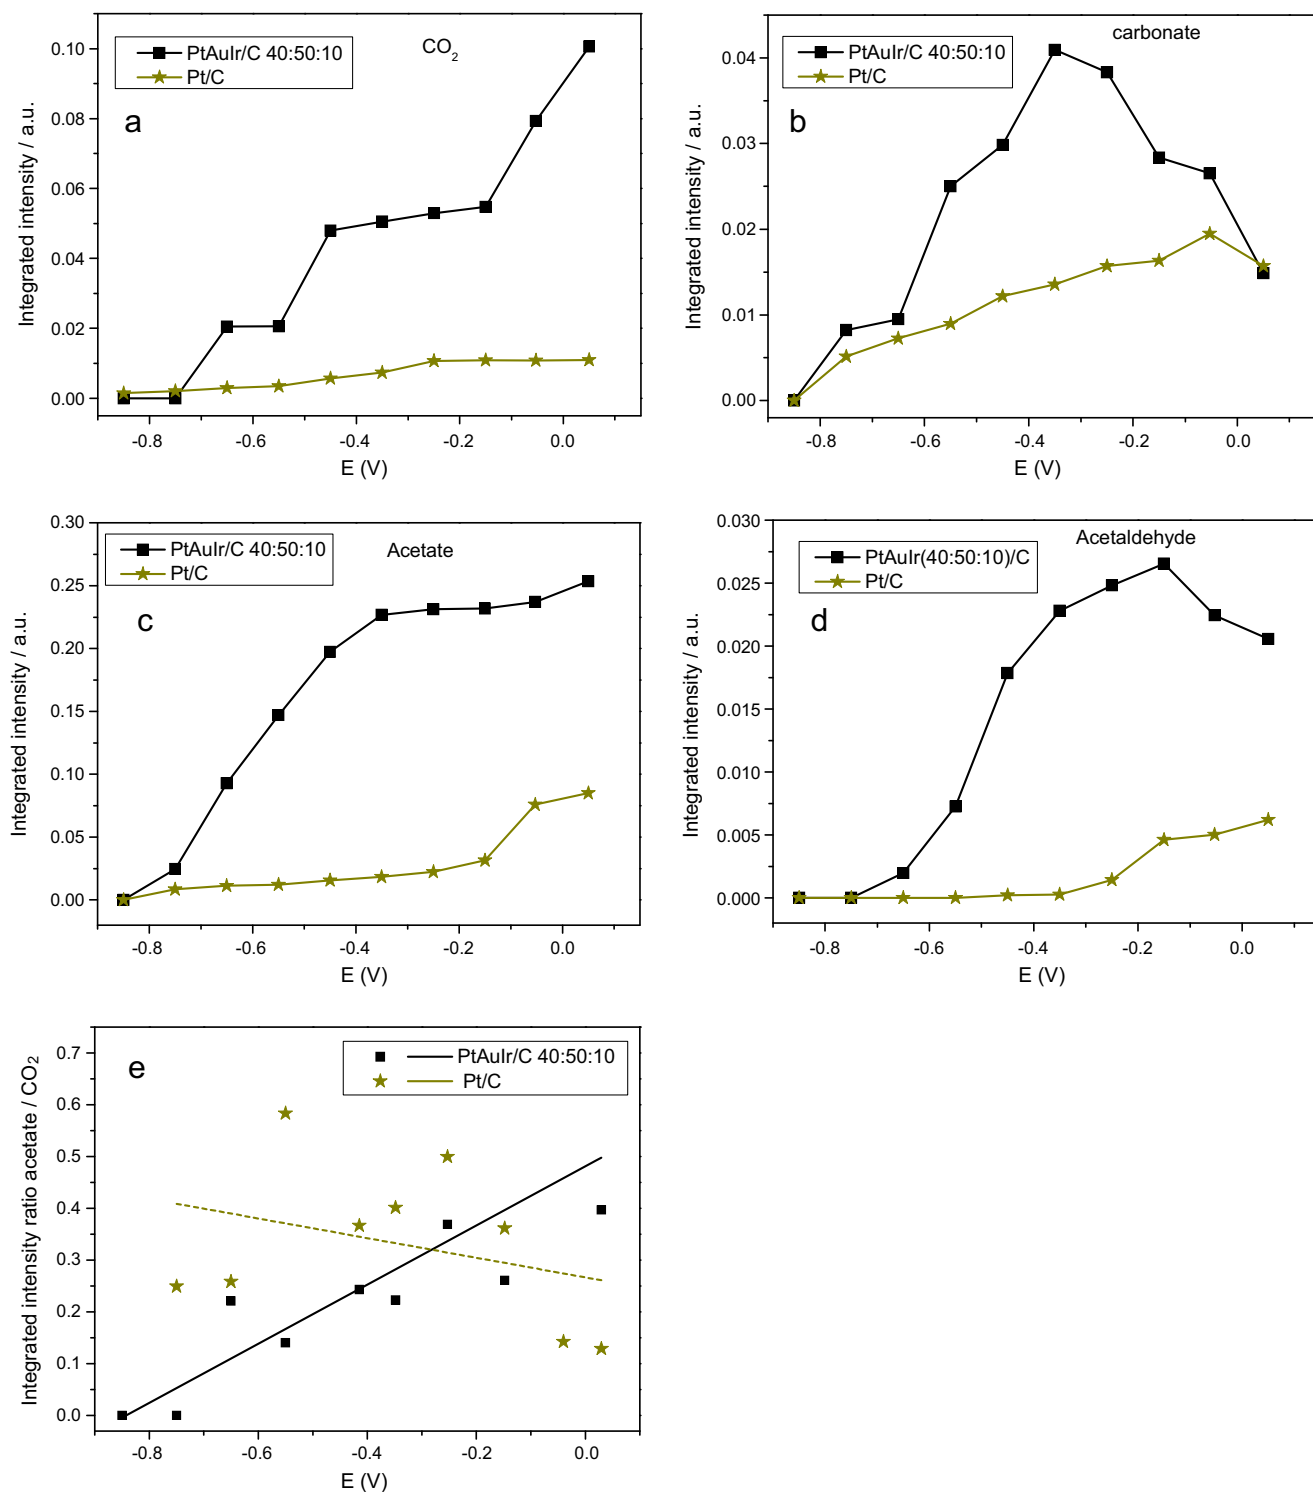 PtAuIr/C 40:50:10
Pt/C
CO2
a
0.10
0.08
0.06
0.04
0.02
0.00
Integrated intensity / a.u.
-0.8 -0.6 -0.4 -0.2 0.0
E (V)
PtAuIr/C 40:50:10
Pt/C
carbonate
b
0.04
0.03
0.02
0.01
0.00
Integrated intensity / a.u.
-0.8 -0.6 -0.4 -0.2 0.0
E (V)
PtAuIr/C 40:50:10
Pt/C
Acetate
c
0.30
0.25
0.20
0.15
0.10
0.05
0.00
Integrated intensity / a.u.
-0.8 -0.6 -0.4 -0.2 0.0
E (V)
Acetaldehyde
PtAuIr(40:50:10)/C
Pt/C
d
0.030
0.025
0.020
0.015
0.010
0.005
0.000
Integrated intensity / a.u.
-0.8 -0.6 -0.4 -0.2 0.0
E (V)
PtAuIr/C 40:50:10
Pt/C
e
0.7
0.6
0.5
0.4
0.3
0.2
0.1
0.0
Integrated intensity ratio acetate / CO2
-0.8 -0.6 -0.4 -0.2 0.0
E (V)